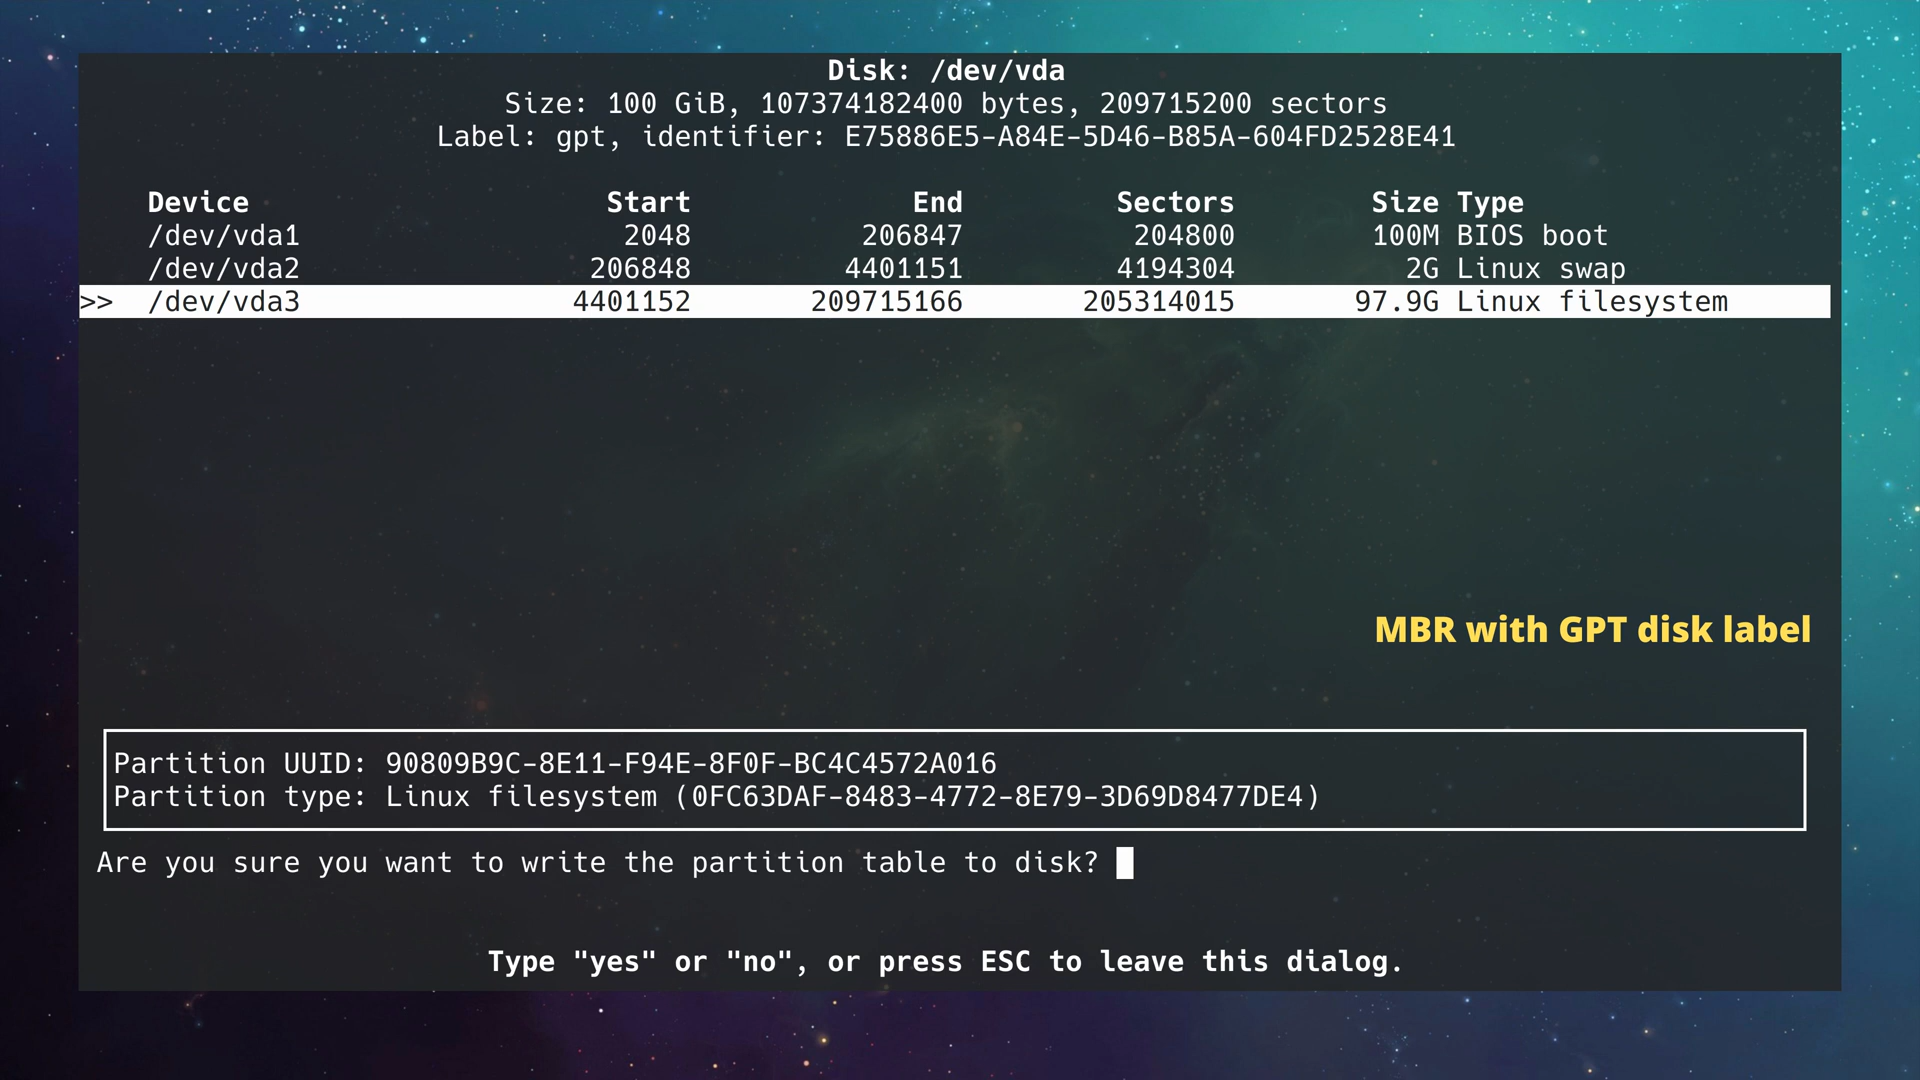 Disk: /dev/vda
Size: 100 GiB, 107374182400 bytes, 209715200 sectors
Label: gpt, identifier: E75886E5-A84E-5D46-B85A-604FD2528E41
Device Start End Sectors Size Type
/dev/vda1 2048 206847 204800 100M BIOS boot
/dev/vda2 206848 4401151 4194304 2G Linux swap
>> /dev/vda3 4401152 209715166 205314015 97.9G Linux filesystem
MBR with GPT disk label
Partition UUID: 90809B9C-8E11-F94E-8F0F-BC4C4572A016
Partition type: Linux filesystem (0FC63DAF-8483-4772-8E79-3D69D8477DE4)
Are you sure you want to write the partition table to disk?
Type "yes" or "no", or press ESC to leave this dialog.